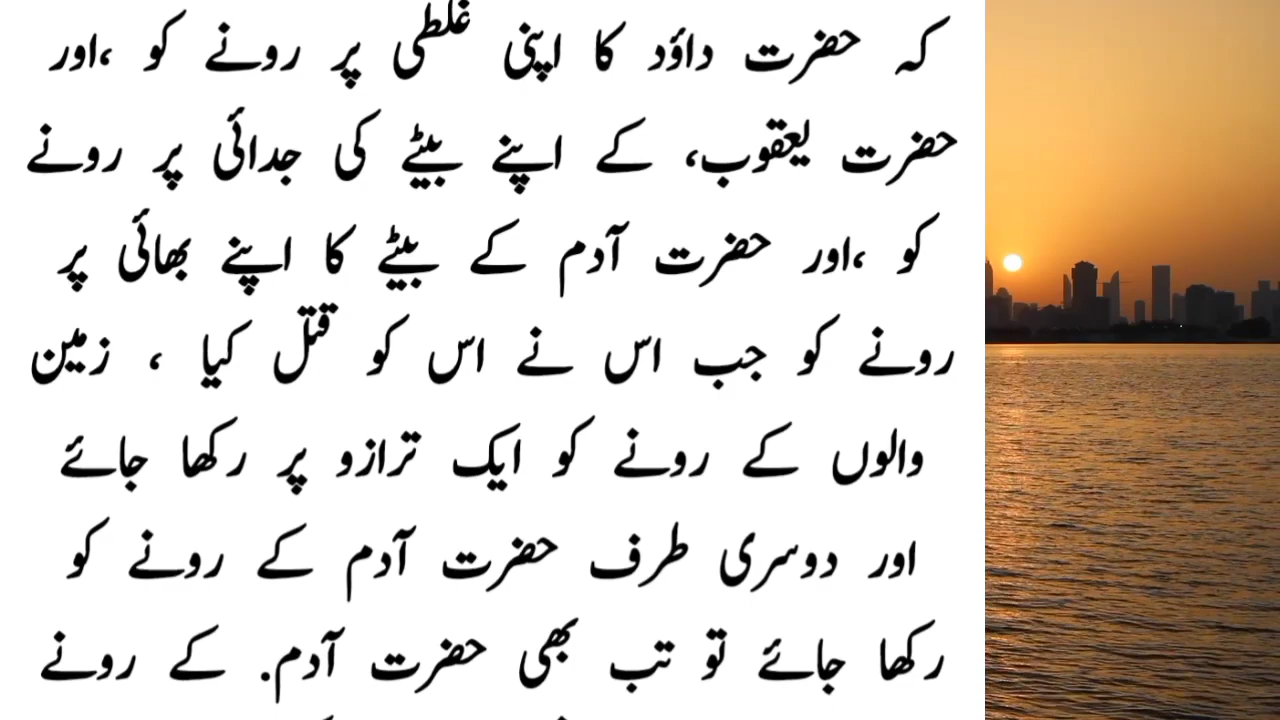 کہ حضرت داؤد کا اپنی غلطی پر رونے کو ،اور
حضرت یعقوب، کے اپنے بیٹے کی جدائی پر رونے
کو ،اور حضرت آدم کے بیٹے کا اپنے بھائی پر
رونے کو جب اس نے اس کو قتل کیا ، زمین
والوں کے رونے کو ایک ترازو پر رکھا جائے
اور دوسری طرف حضرت آدم کے رونے کو
رکھا جائے تو تب بھی حضرت آدم. کے رونے